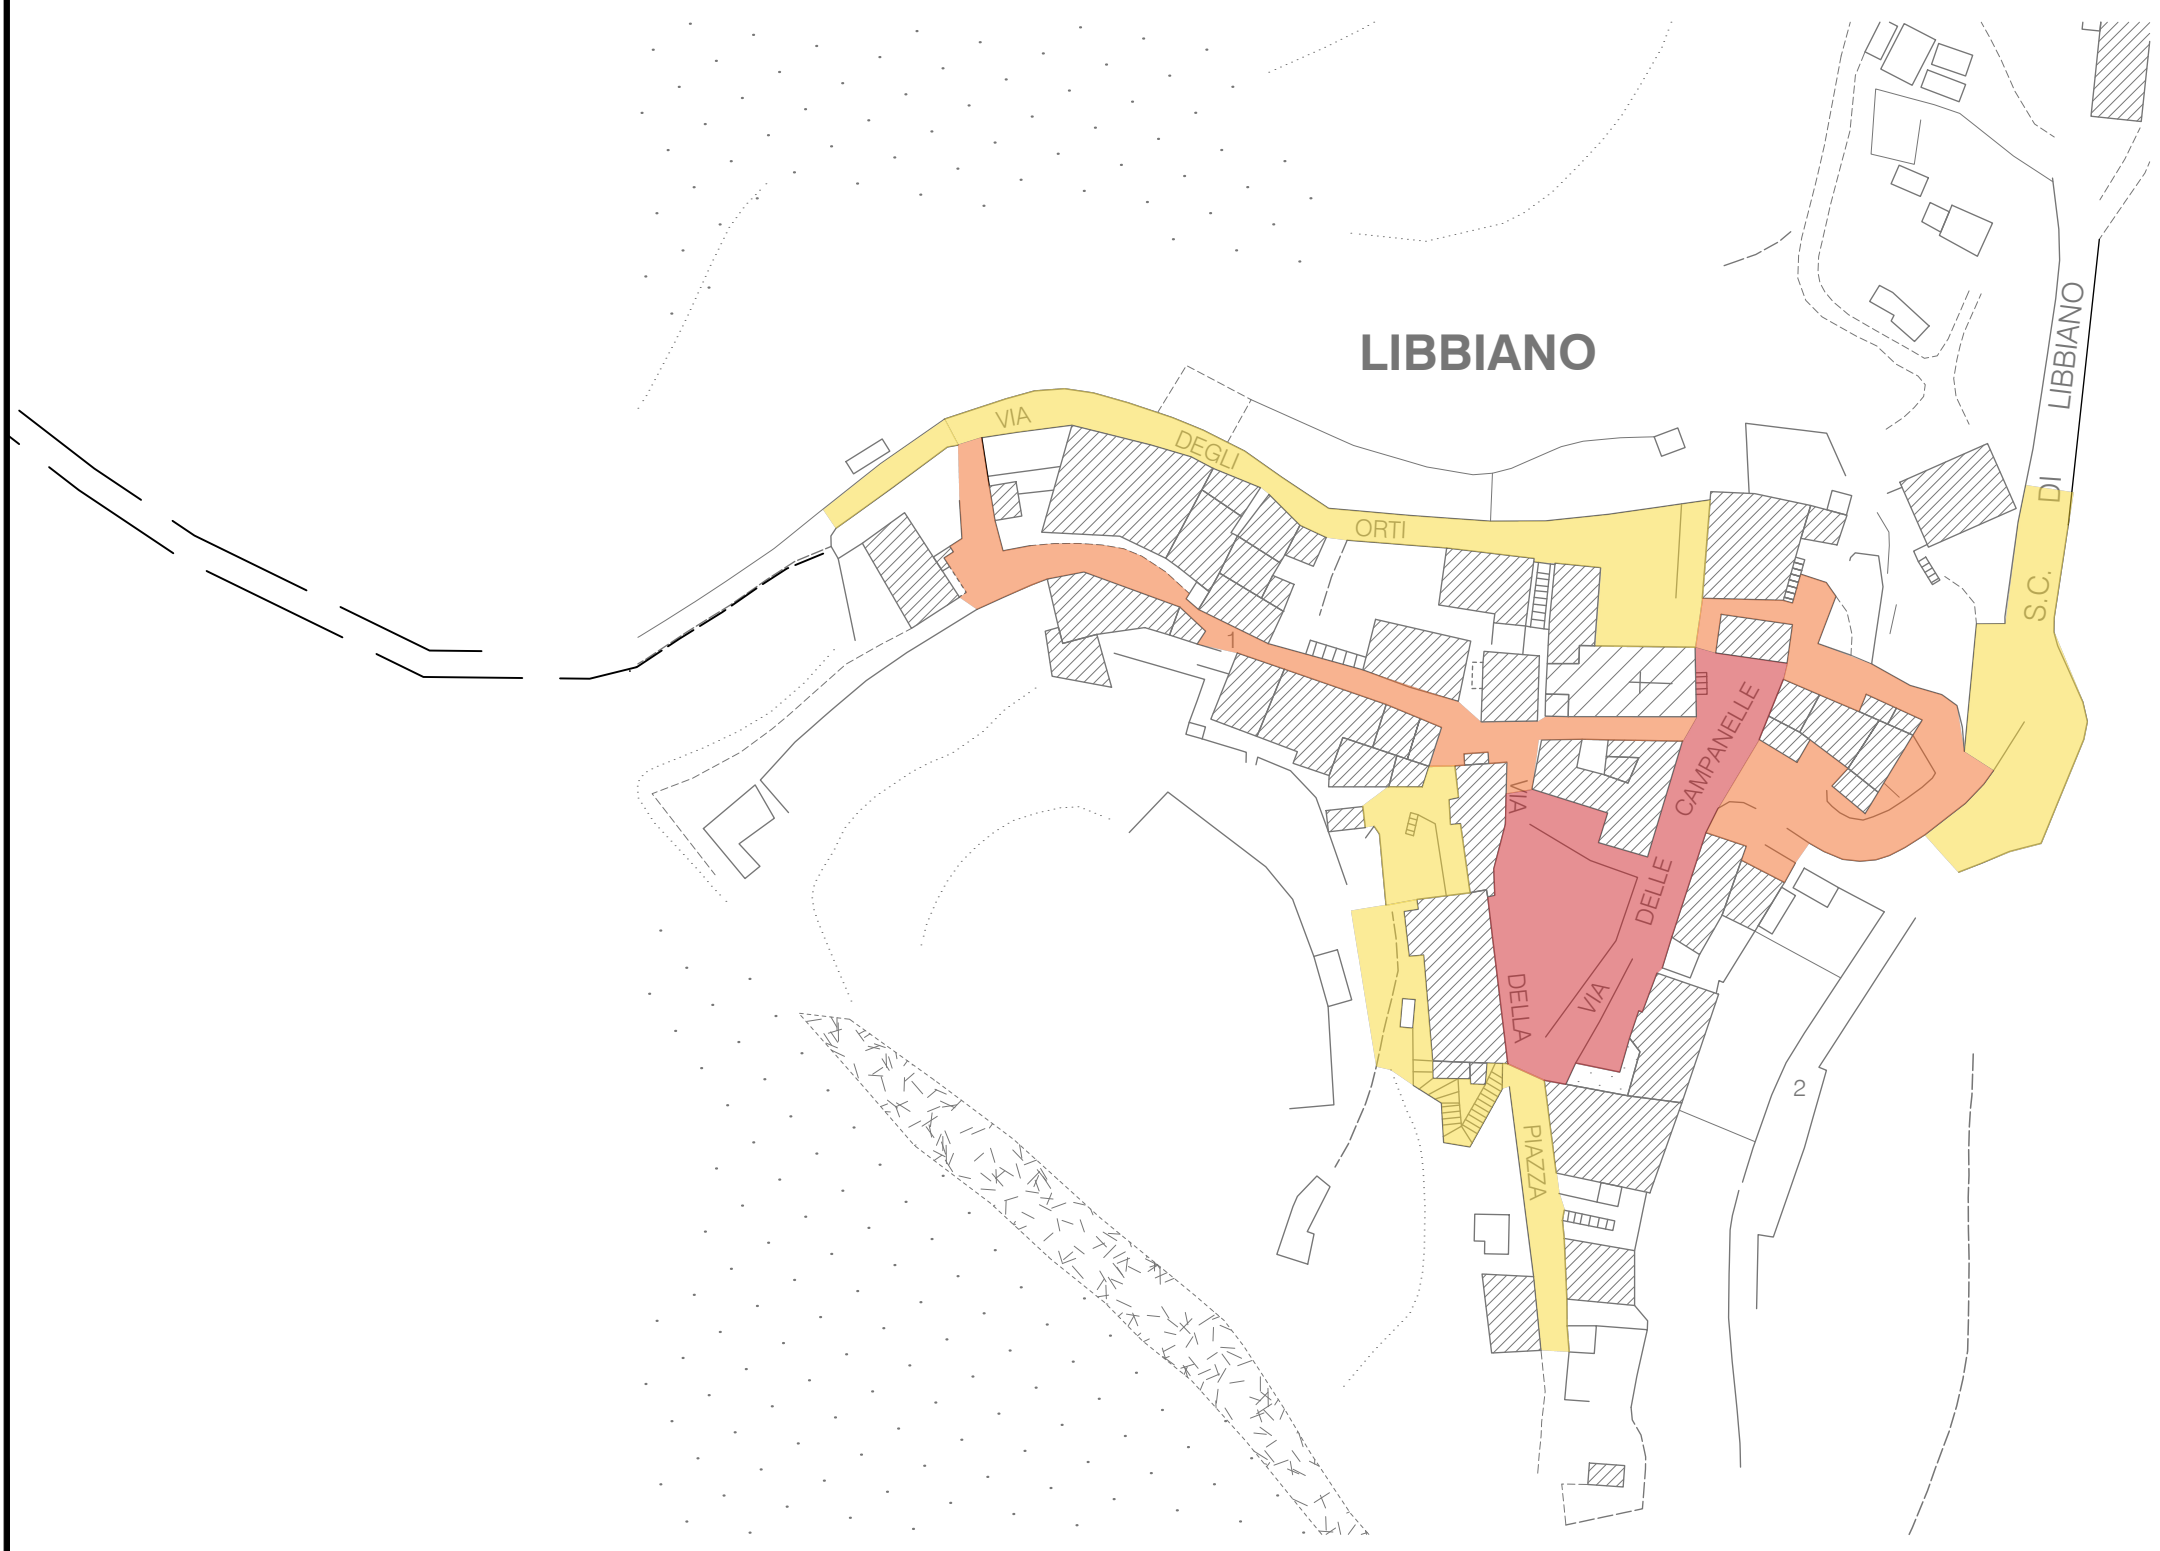 LIBBIANO
VIA
DEGLI
ORTI
S.C. DI LIBBIANO
1
VIA
DELLA
PIAZZA
VIA
DELLE
CAMPANELLE
2